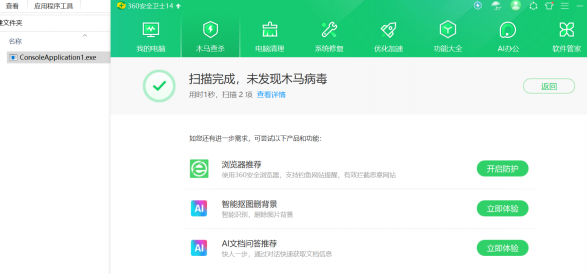 查看
应用程序工具
360安全卫士14
我的电脑
木马查杀
电脑清理
系统修复
优化加速
功能大全
AI办公
软件管家
建文件夹
名称
ConsoleApplication1.exe
扫描完成，未发现木马病毒
用时1秒，扫描 2 项 查看详情
返回
如您还有进一步需求，可尝试以下产品和功能：
浏览器推荐
使用360安全浏览器，支持钓鱼网站提醒，有效拦截恶意网站
开启防护
AI
智能抠图删背景
智能识别，删除图片背景
立即体验
AI
AI文档问答推荐
快人一步，通过对话快速获取文档信息
立即体验